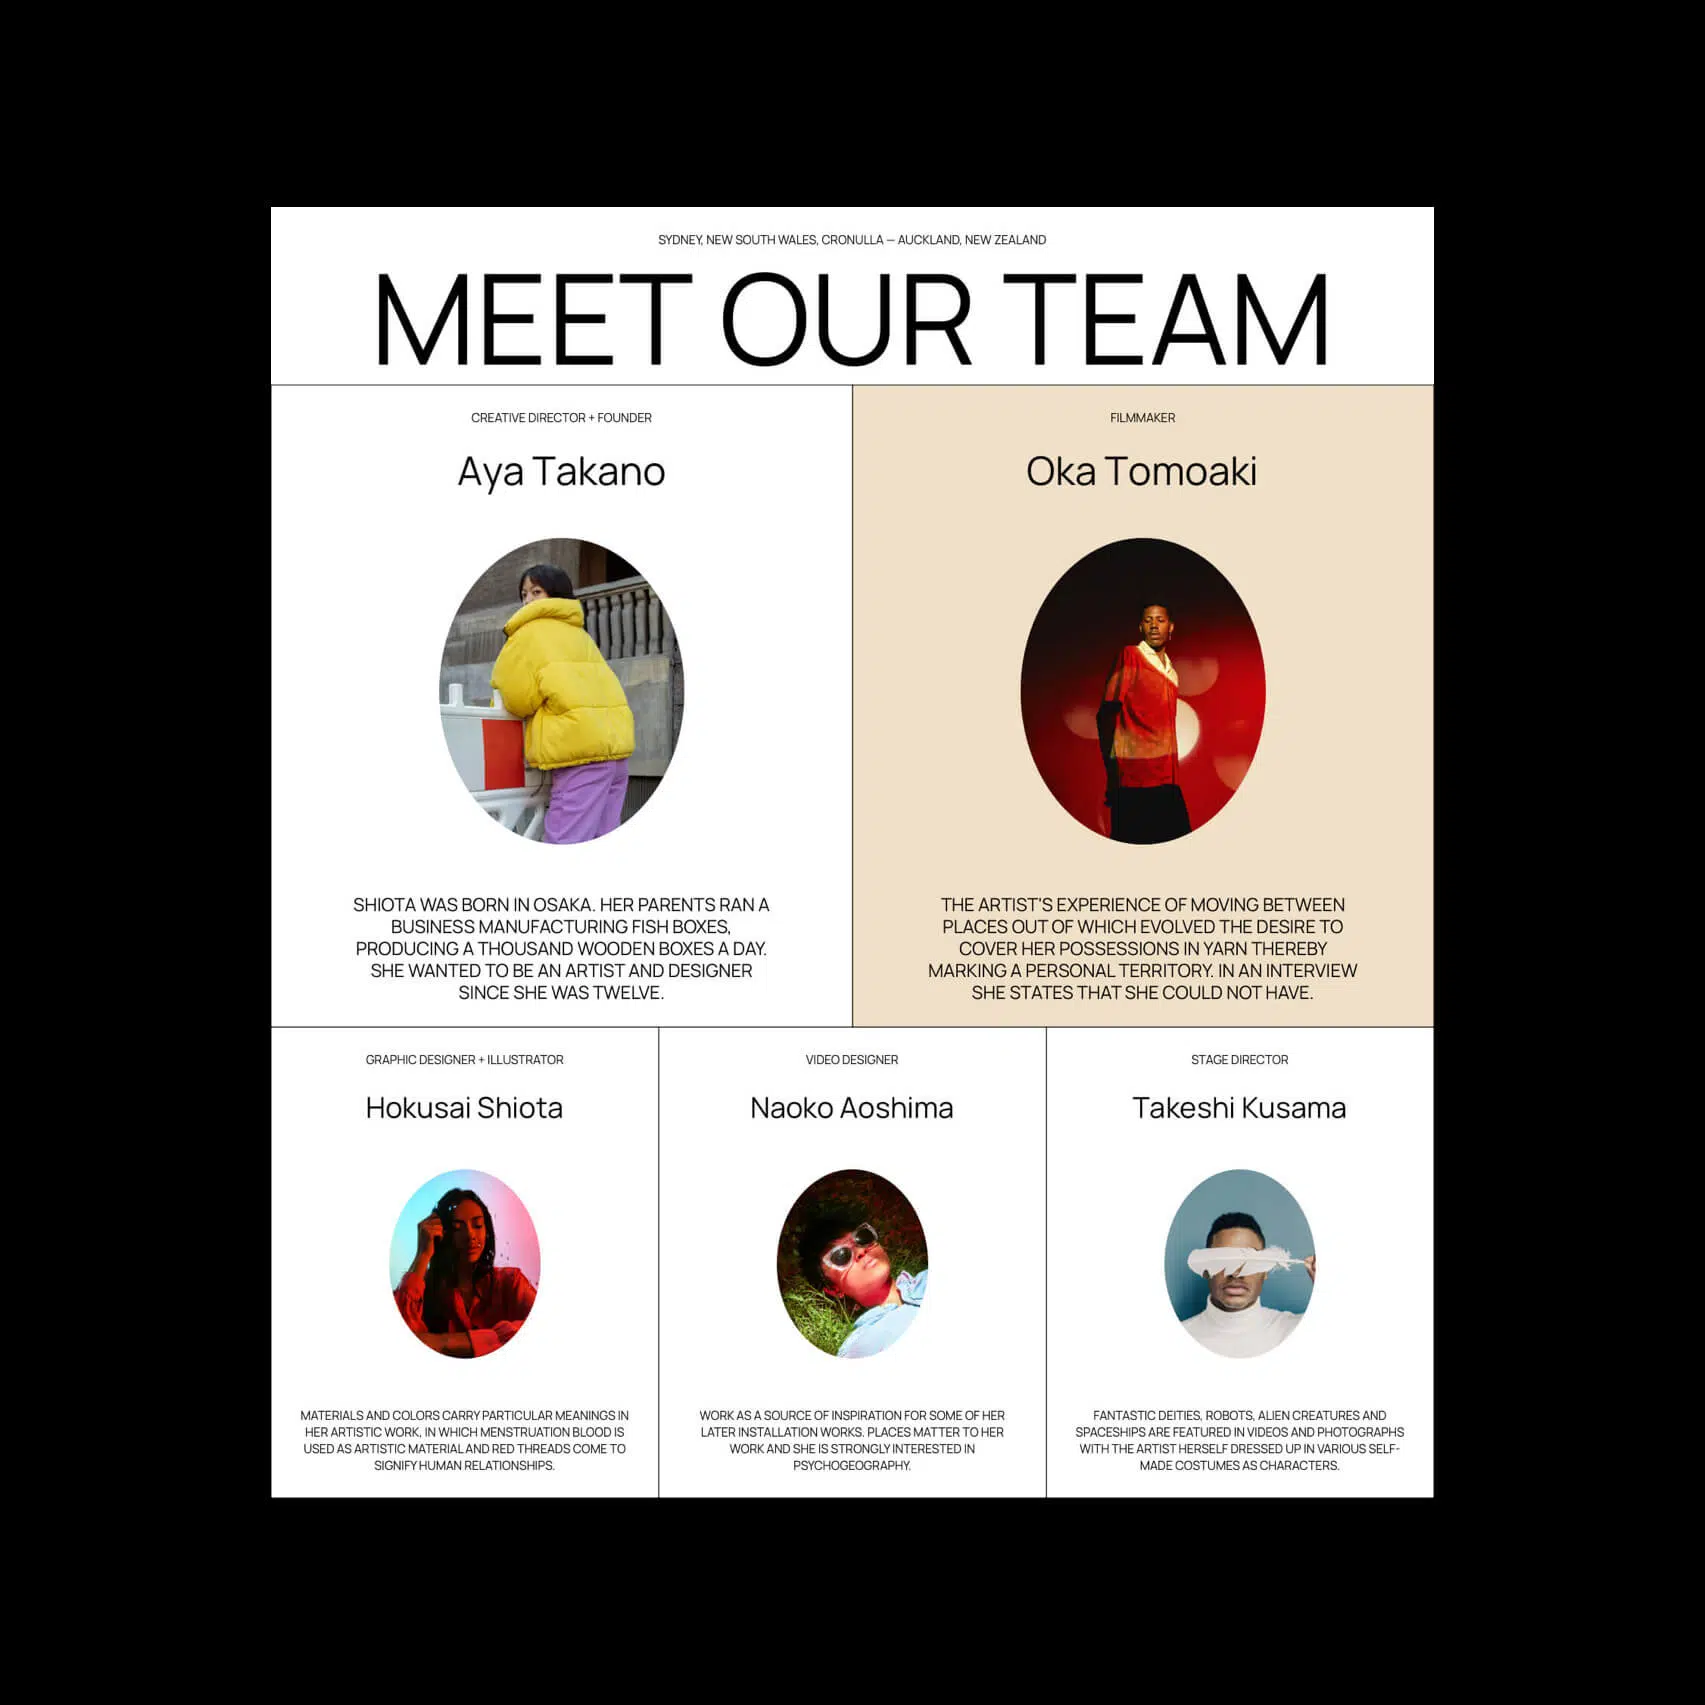 SYDNEY, NEW SOUTH WALES, CRONULLA — AUCKLAND, NEW ZEALAND
MEET OUR TEAM
CREATIVE DIRECTOR + FOUNDER
Aya Takano
SHIOTA WAS BORN IN OSAKA. HER PARENTS RAN A
BUSINESS MANUFACTURING FISH BOXES,
PRODUCING A THOUSAND WOODEN BOXES A DAY.
SHE WANTED TO BE AN ARTIST AND DESIGNER
SINCE SHE WAS TWELVE.
FILMMAKER
Oka Tomoaki
THE ARTIST'S EXPERIENCE OF MOVING BETWEEN
PLACES OUT OF WHICH EVOLVED THE DESIRE TO
COVER HER POSSESSIONS IN YARN THEREBY
MARKING A PERSONAL TERRITORY. IN AN INTERVIEW
SHE STATES THAT SHE COULD NOT HAVE.
GRAPHIC DESIGNER + ILLUSTRATOR
Hokusai Shiota
MATERIALS AND COLORS CARRY PARTICULAR MEANINGS IN
HER ARTISTIC WORK, IN WHICH MENSTRUATION BLOOD IS
USED AS ARTISTIC MATERIAL AND RED THREADS COME TO
SIGNIFY HUMAN RELATIONSHIPS.
VIDEO DESIGNER
Naoko Aoshima
WORK AS A SOURCE OF INSPIRATION FOR SOME OF HER
LATER INSTALLATION WORKS. PLACES MATTER TO HER
WORK AND SHE IS STRONGLY INTERESTED IN
PSYCHOGEOGRAPHY.
STAGE DIRECTOR
Takeshi Kusama
FANTASTIC DEITIES, ROBOTS, ALIEN CREATURES AND
SPACESHIPS ARE FEATURED IN VIDEOS AND PHOTOGRAPHS
WITH THE ARTIST HERSELF DRESSED UP IN VARIOUS SELF-
MADE COSTUMES AS CHARACTERS.